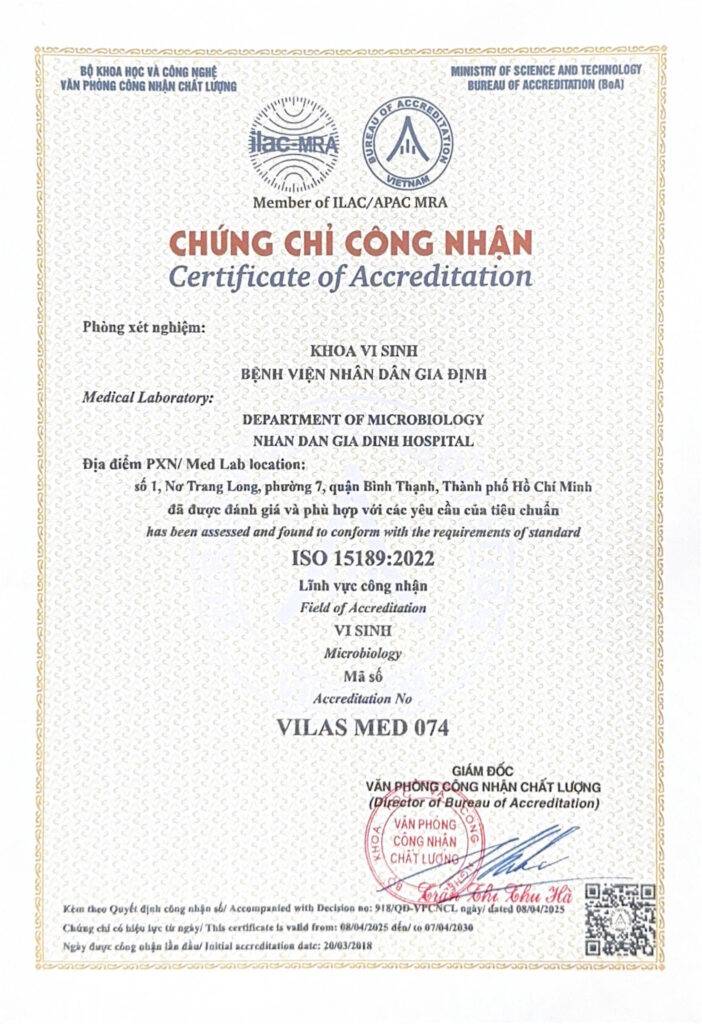 BỘ KHOA HỌC VÀ CÔNG NGHỆ
VĂN PHÒNG CÔNG NHẬN CHẤT LƯỢNG
MINISTRY OF SCIENCE AND TECHNOLOGY
BUREAU OF ACCREDITATION (BoA)
ilac-MRA
BUREAU OF ACCREDITATION
VIETNAM
Member of ILAC/APAC MRA
CHỨNG CHỈ CÔNG NHẬN
Certificate of Accreditation
Phòng xét nghiệm:
KHOA VI SINH
BỆNH VIỆN NHÂN DÂN GIA ĐỊNH
Medical Laboratory:
DEPARTMENT OF MICROBIOLOGY
NHAN DAN GIA DINH HOSPITAL
Địa điểm PXN/ Med Lab location:
số 1, Nơ Trang Long, phường 7, quận Bình Thạnh, Thành phố Hồ Chí Minh
đã được đánh giá và phù hợp với các yêu cầu của tiêu chuẩn
has been assessed and found to conform with the requirements of standard
ISO 15189:2022
Lĩnh vực công nhận
Field of Accreditation
VI SINH
Microbiology
Mã số
Accreditation No
VILAS MED 074
GIÁM ĐỐC
VĂN PHÒNG CÔNG NHẬN CHẤT LƯỢNG
(Director of Bureau of Accreditation)
BỘ KHOA HỌC VÀ CÔNG NGHỆ
VĂN PHÒNG
CÔNG NHẬN
CHẤT LƯỢNG
Trần Thị Thu Hà
Kèm theo Quyết định công nhận số/ Accompanied with Decision no: 918/QĐ-VPCNCL ngày/ dated 08/04/2025
Chứng chỉ có hiệu lực từ ngày/ This certificate is valid from: 08/04/2025 đến/ to 07/04/2030
Ngày được công nhận lần đầu/ Initial accreditation date: 20/03/2018